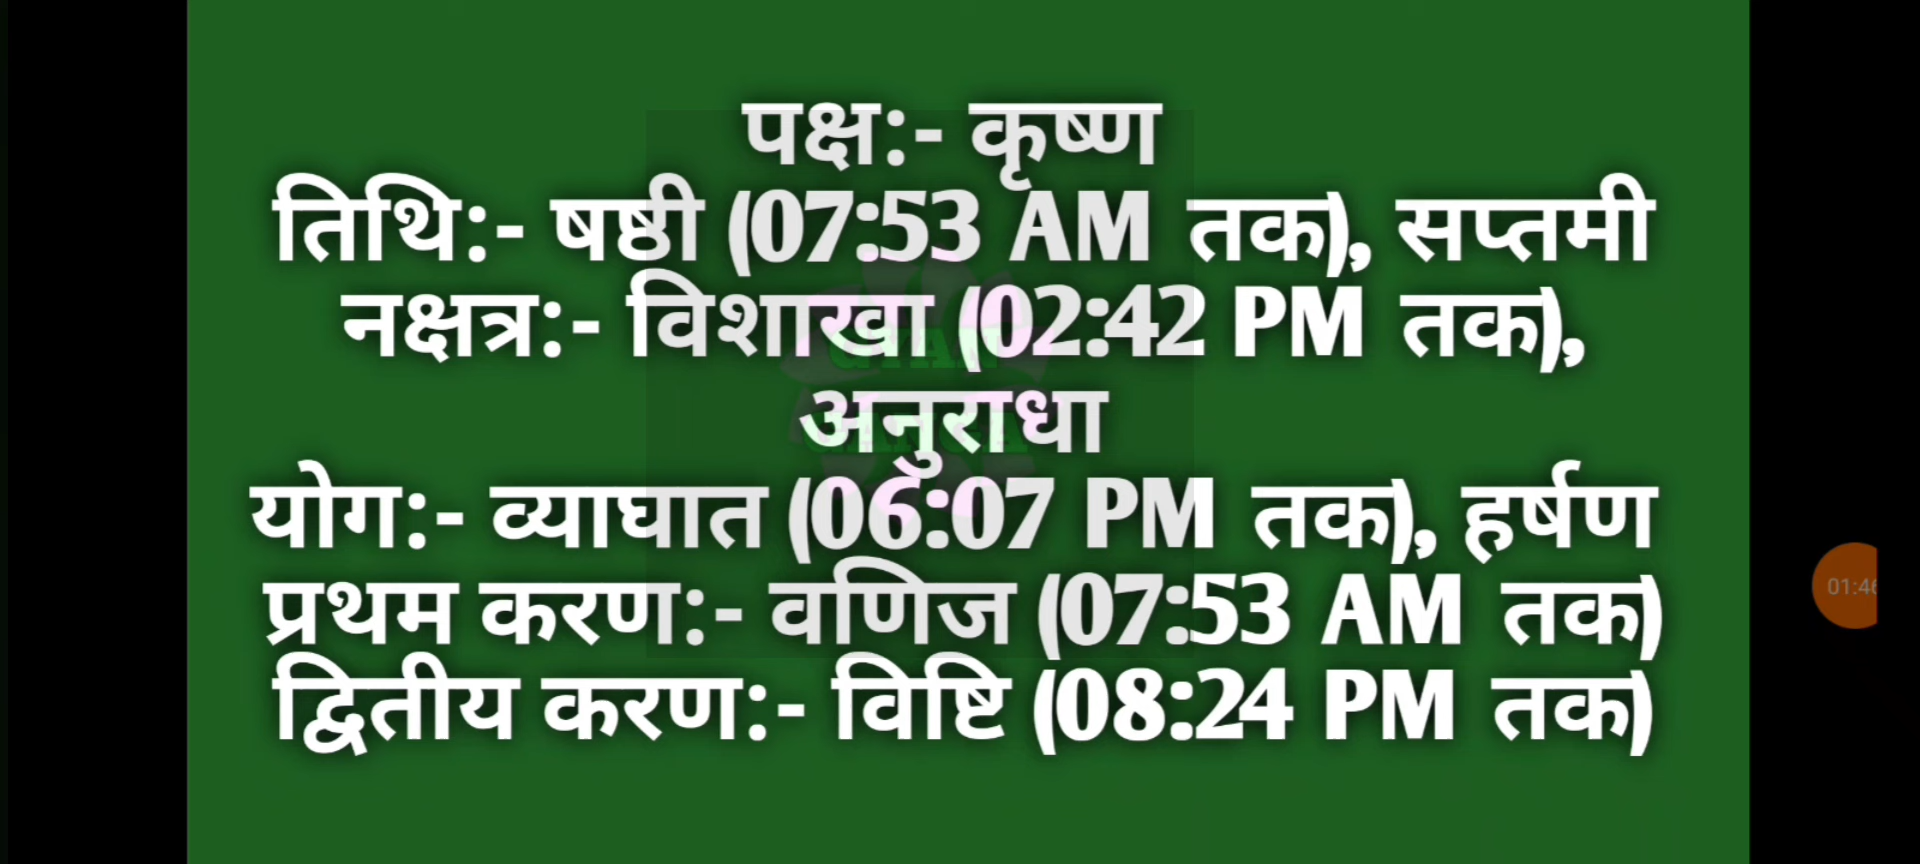 पक्ष:- कृष्ण
तिथि:- षष्ठी (07:53 AM तक), सप्तमी
नक्षत्र:- विशाखा (02:42 PM तक),
अनुराधा
योग:- व्याघात (06:07 PM तक), हर्षण
प्रथम करण:- वणिज (07:53 AM तक)
द्वितीय करण:- विष्टि (08:24 PM तक)
GYAN